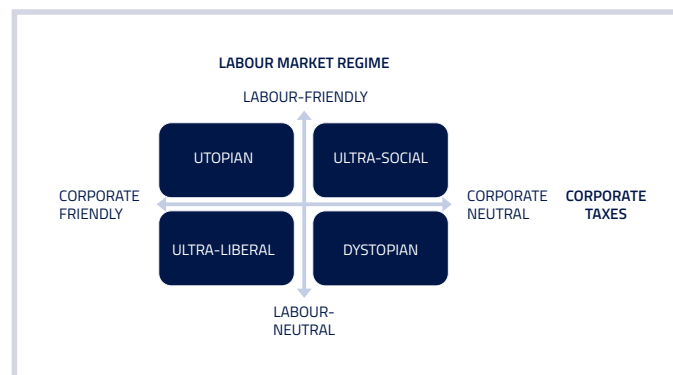 LABOUR MARKET REGIME
LABOUR-FRIENDLY
UTOPIAN
ULTRA-SOCIAL
CORPORATE
FRIENDLY
CORPORATE
NEUTRAL
CORPORATE
TAXES
ULTRA-LIBERAL
DYSTOPIAN
LABOUR-
NEUTRAL